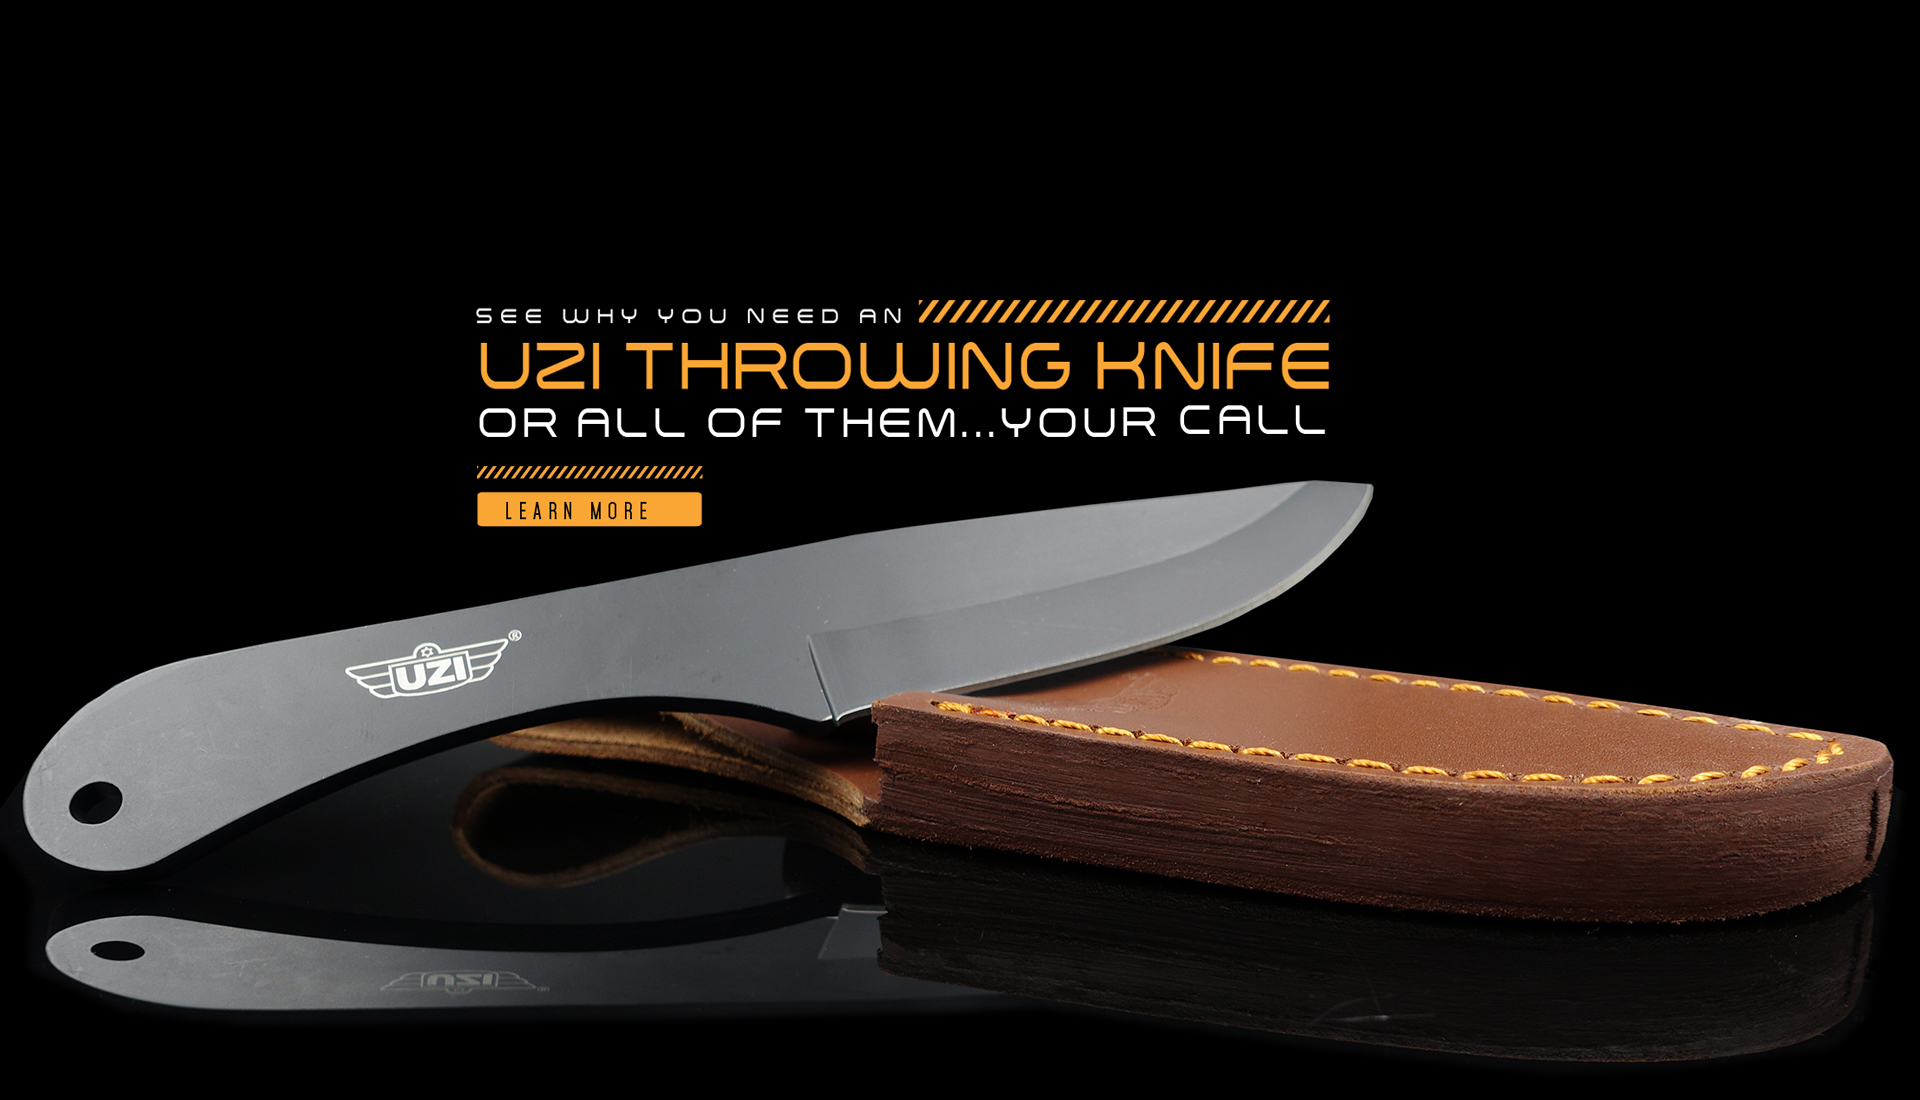 SEE WHY YOU NEED AN
UZI THROWING KNIFE
OR ALL OF THEM...YOUR CALL
LEARN MORE
UZI®